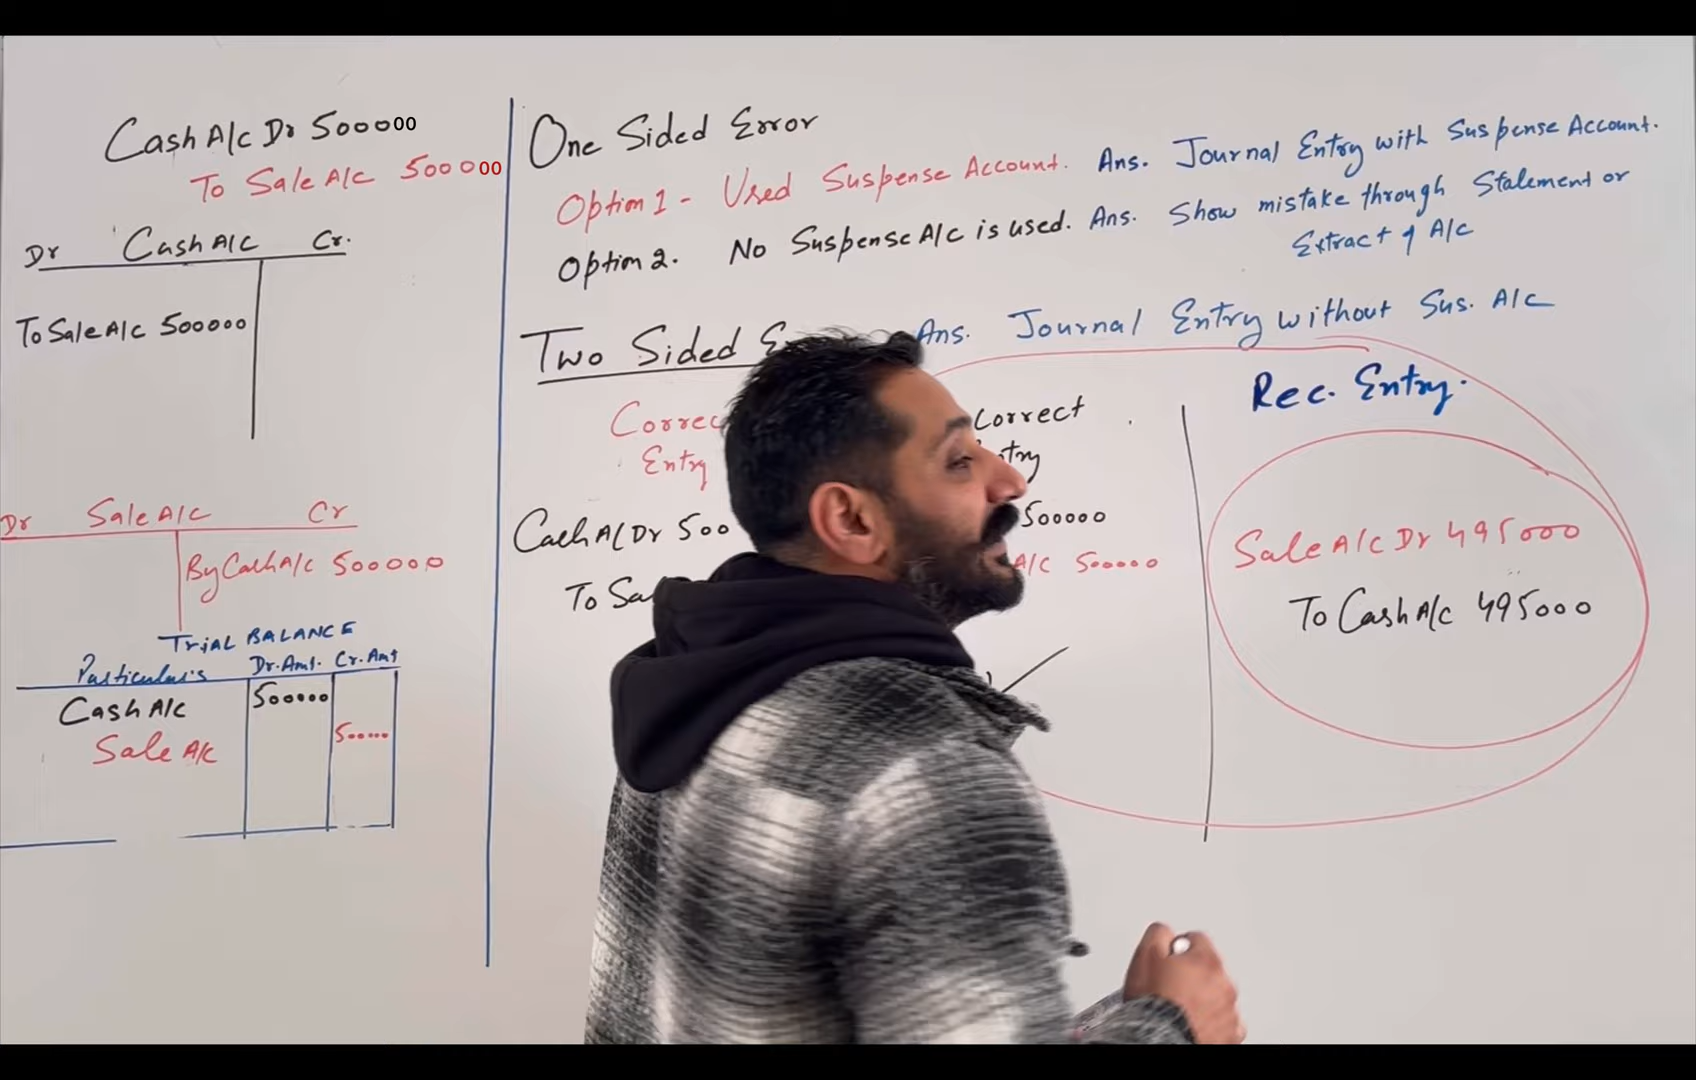 Cash A/c Dr 500000
To Sale A/c 500000
Dr Cash A/c Cr.
To Sale A/c 500000
Dr Sale A/c Cr
By Cash A/c 500000
TRIAL BALANCE
Particulars Dr. Amt. Cr. Amt
Cash A/c 500000
Sale A/c 500000
One Sided Error
Option 1 - Used Suspense Account. Ans. Journal Entry with Suspense Account.
Option 2. No Suspense A/c is used. Ans. Show mistake through Statement or
Extract of A/c
Two Sided Ans. Journal Entry without Sus. A/c
Correc
Entry
Cash A/c Dr 500
To Sa
correct
try
500000
A/c 500000
Rec. Entry.
Sale A/c Dr 495000
To Cash A/c 495000